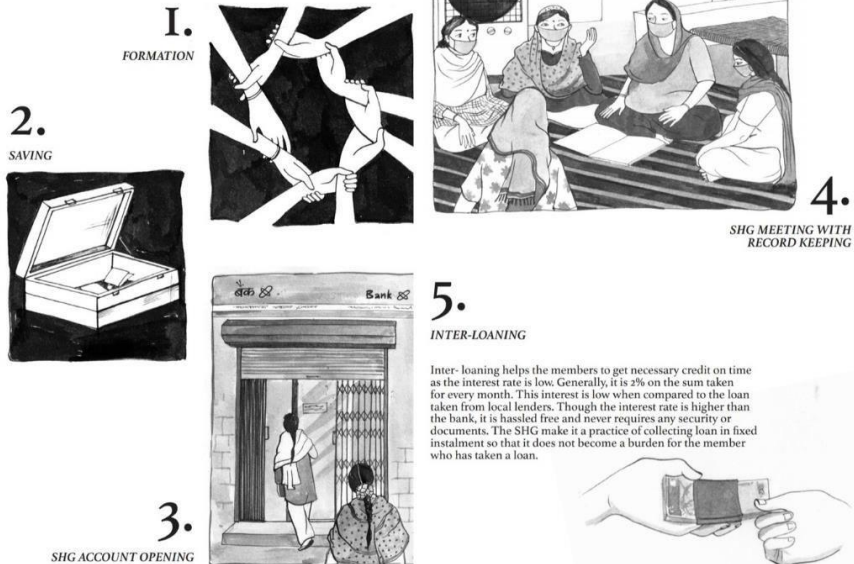 1.
FORMATION
2.
SAVING
बैंक
Bank
3.
SHG ACCOUNT OPENING
4.
SHG MEETING WITH
RECORD KEEPING
5.
INTER-LOANING
Inter- loaning helps the members to get necessary credit on time
as the interest rate is low. Generally, it is 2% on the sum taken
for every month. This interest is low when compared to the loan
taken from local lenders. Though the interest rate is higher than
the bank, it is hassled free and never requires any security or
documents. The SHG make it a practice of collecting loan in fixed
instalment so that it does not become a burden for the member
who has taken a loan.